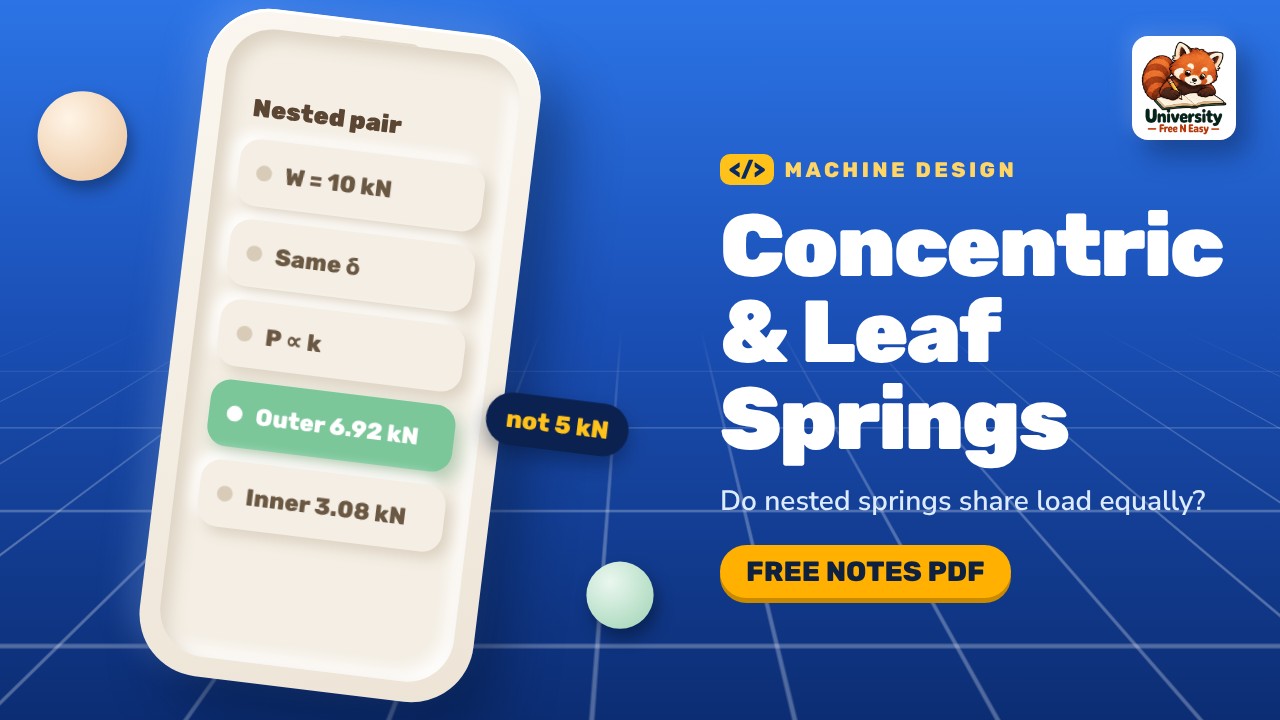 Nested pair
W = 10 kN
Same δ
P ∝ k
Outer 6.92 kN
not 5 kN
Inner 3.08 kN
University
Free N Easy
</>
MACHINE DESIGN
Concentric
& Leaf
Springs
Do nested springs share load equally?
FREE NOTES PDF